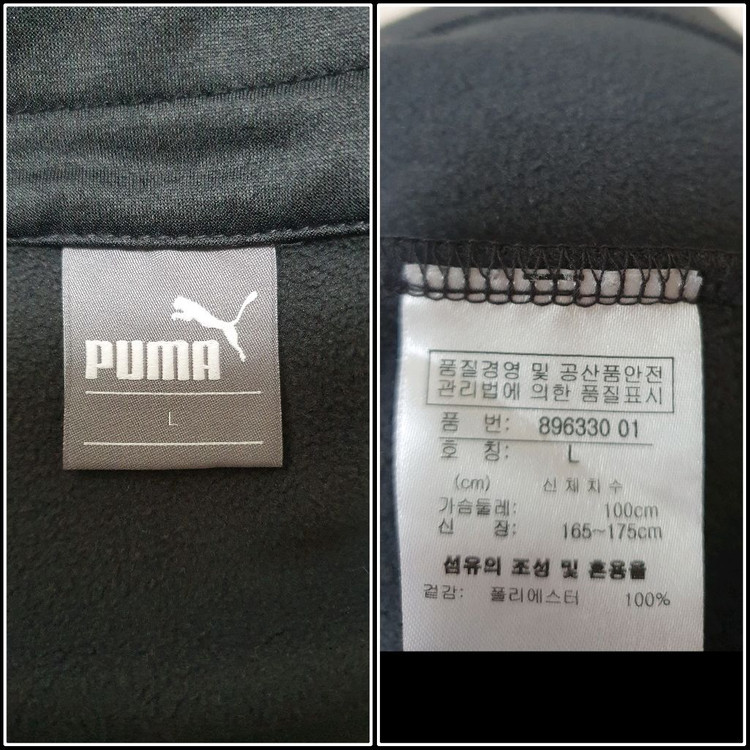 PUMA
L
품질경영 및 공산품안전
관리법에 의한 품질표시
품 번: 896330 01
호 칭: L
(cm) 신체치수
가슴둘레: 100cm
신 장: 165~175cm
섬유의 조성 및 혼용율
겉감: 폴리에스터 100%